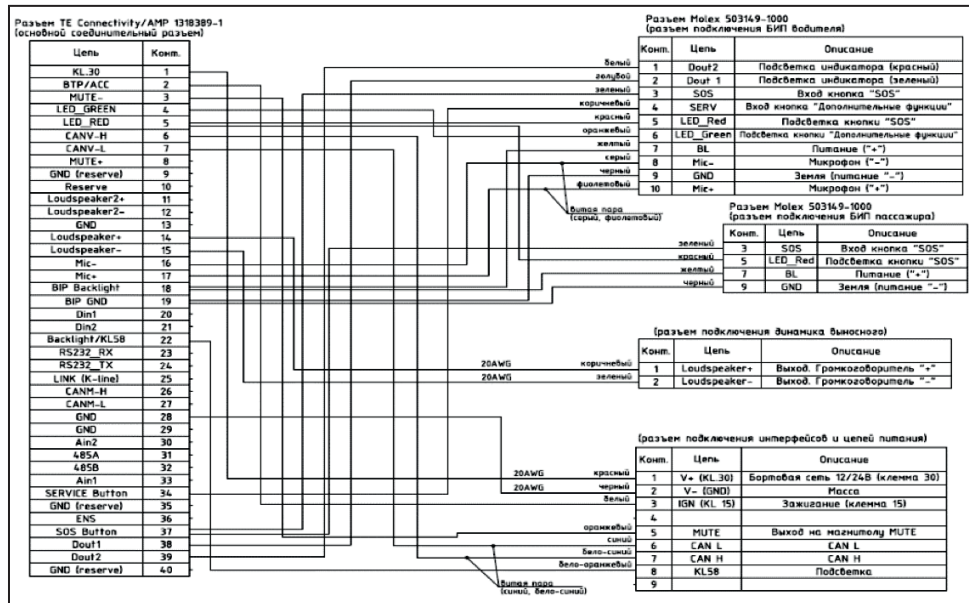 Разъем TE Connectivity/AMP 1318389-1
(основной соединительный разъем)
Цепь Конт.
KL.30 1
BTP/ACC 2
MUTE- 3
LED_GREEN 4
LED_RED 5
CANV-H 6
CANV-L 7
MUTE+ 8
GND (reserve) 9
Reserve 10
Loudspeaker2+ 11
Loudspeaker2- 12
GND 13
Loudspeaker+ 14
Loudspeaker- 15
Mic- 16
Mic+ 17
BIP Backlight 18
BIP GND 19
Din1 20
Din2 21
Backlight/KL58 22
RS232_RX 23
RS232_TX 24
LINK (K-line) 25
CANM-H 26
CANM-L 27
GND 28
GND 29
Ain2 30
485A 31
485B 32
Ain1 33
SERVICE Button 34
GND (reserve) 35
ENS 36
SOS Button 37
Dout1 38
Dout2 39
GND (reserve) 40
Разъем Molex 503149-1000
(разъем подключения БИП водителя)
Конт. Цепь Описание
белый 1 Dout2 Подсветка индикатора (красный)
голубой 2 Dout 1 Подсветка индикатора (зеленый)
зеленый 3 SOS Вход кнопка "SOS"
коричневый 4 SERV Вход кнопка "Дополнительные функции"
красный 5 LED_Red Подсветка кнопки "SOS"
оранжевый 6 LED_Green Подсветка кнопки "Дополнительные функции"
желтый 7 BL Питание ("+")
серый 8 Mic- Микрофон ("-")
черный 9 GND Земля (питание "-")
фиолетовый 10 Mic+ Микрофон ("+")
витая пара
(серый, фиолетовый)
Разъем Molex 503149-1000
(разъем подключения БИП пассажира)
Конт. Цепь Описание
зеленый 3 SOS Вход кнопка "SOS"
красный 5 LED_Red Подсветка кнопки "SOS"
желтый 7 BL Питание ("+")
черный 9 GND Земля (питание "-")
(разъем подключения динамика выносного)
Конт. Цепь Описание
20AWG коричневый 1 Loudspeaker+ Выход. Громкоговоритель "+"
20AWG зеленый 2 Loudspeaker- Выход. Громкоговоритель "-"
(разъем подключения интерфейсов и цепей питания)
Конт. Цепь Описание
20AWG красный 1 V+ (KL.30) Бортовая сеть 12/24В (клемма 30)
20AWG черный 2 V- (GND) Масса
белый 3 IGN (KL 15) Зажигание (клемма 15)
4
оранжевый 5 MUTE Выход на магнитолу MUTE
синий 6 CAN L CAN L
бело-синий 7 CAN H CAN H
бело-оранжевый 8 KL58 Подсветка
9
витая пара
(синий, бело-синий)